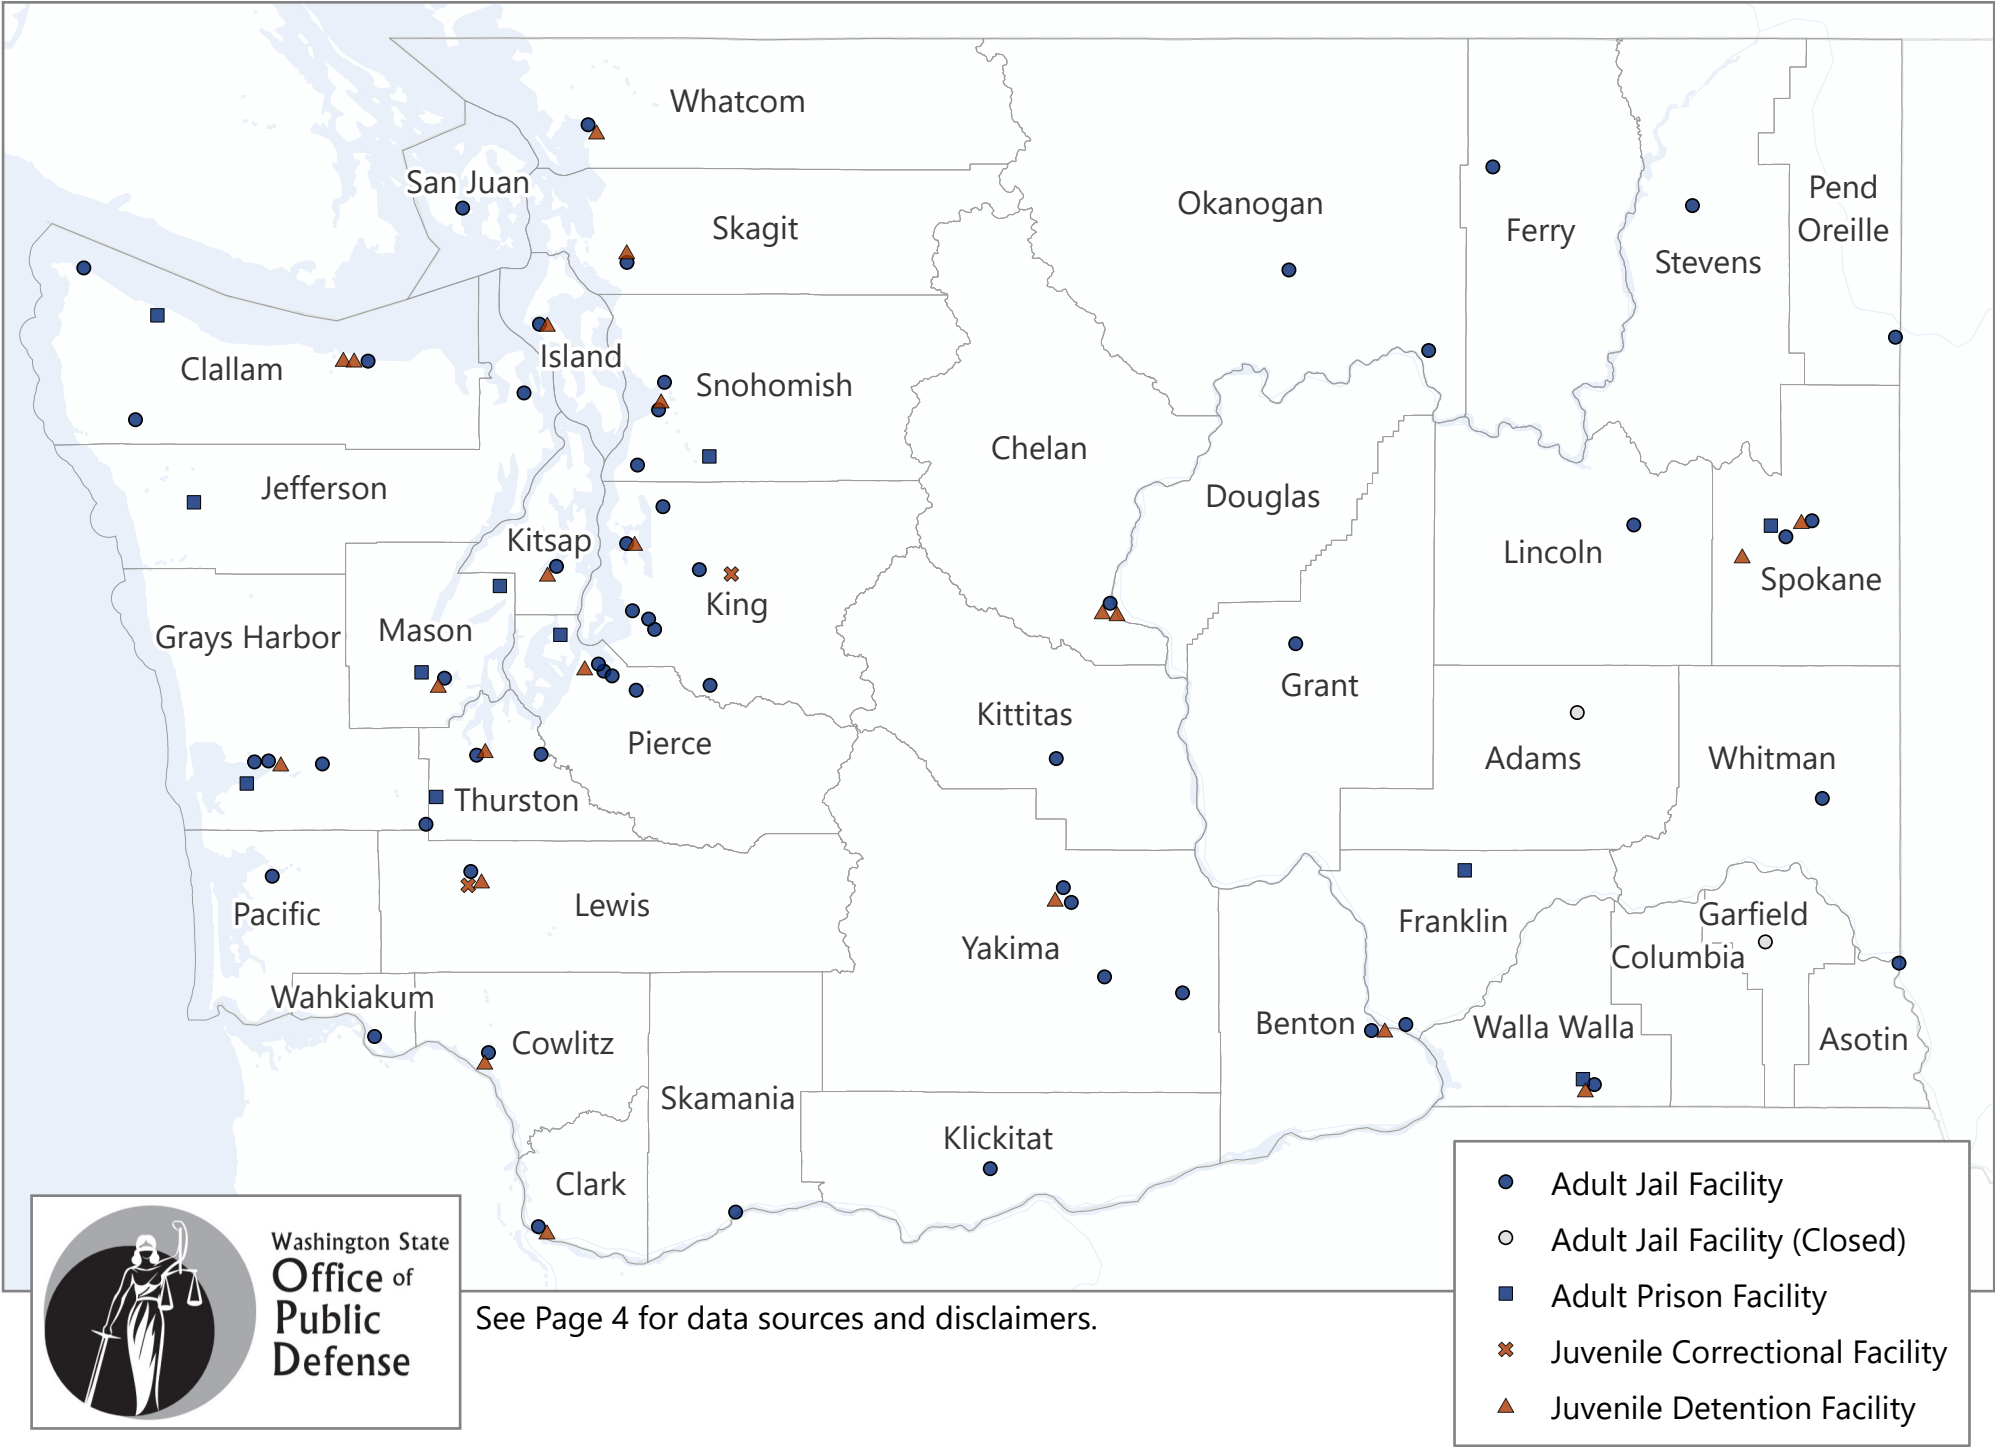 Whatcom
San Juan
Skagit
Okanogan
Ferry
Stevens
Pend
Oreille
Clallam
Island
Snohomish
Chelan
Jefferson
Douglas
Kitsap
Lincoln
Spokane
King
Grays Harbor
Mason
Grant
Kittitas
Pierce
Adams
Whitman
Thurston
Lewis
Pacific
Yakima
Franklin
Garfield
Columbia
Wahkiakum
Cowlitz
Benton
Walla Walla
Asotin
Skamania
Klickitat
Clark
Adult Jail Facility
Adult Jail Facility (Closed)
Adult Prison Facility
Juvenile Correctional Facility
Juvenile Detention Facility
Washington State
Office of
Public
Defense
See Page 4 for data sources and disclaimers.